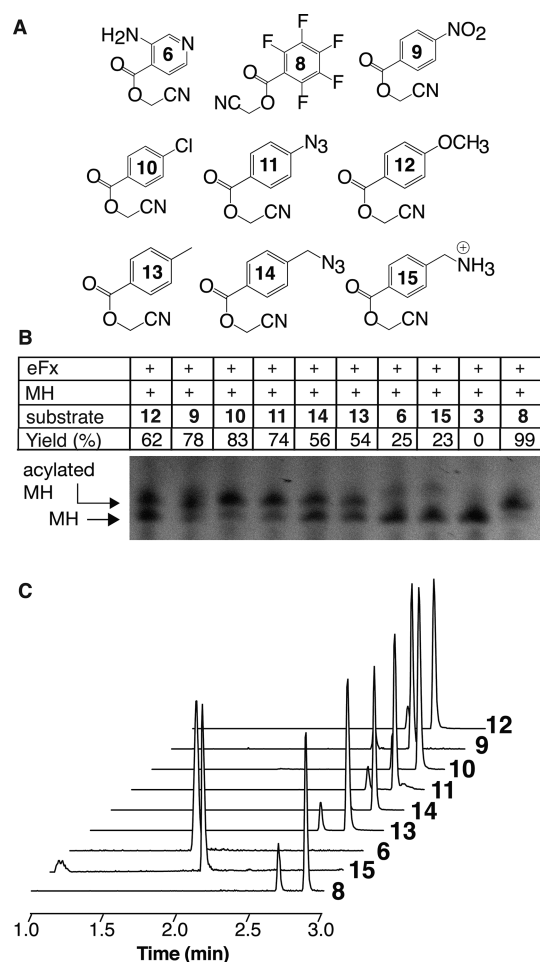 A
H2N
N
6
O
O
CN
F
F
F
F
F
8
O
O
NC
NO2
9
O
O
CN
Cl
10
O
O
CN
N3
11
O
O
CN
OCH3
12
O
O
CN
13
O
O
CN
N3
14
O
O
CN
+
NH3
15
O
O
CN
B
eFx + + + + + + + + + +
MH + + + + + + + + + +
substrate 12 9 10 11 14 13 6 15 3 8
Yield (%) 62 78 83 74 56 54 25 23 0 99
acylated
MH
MH
C
12
9
10
11
14
13
6
15
8
1.0 1.5 2.0 2.5 3.0
Time (min)